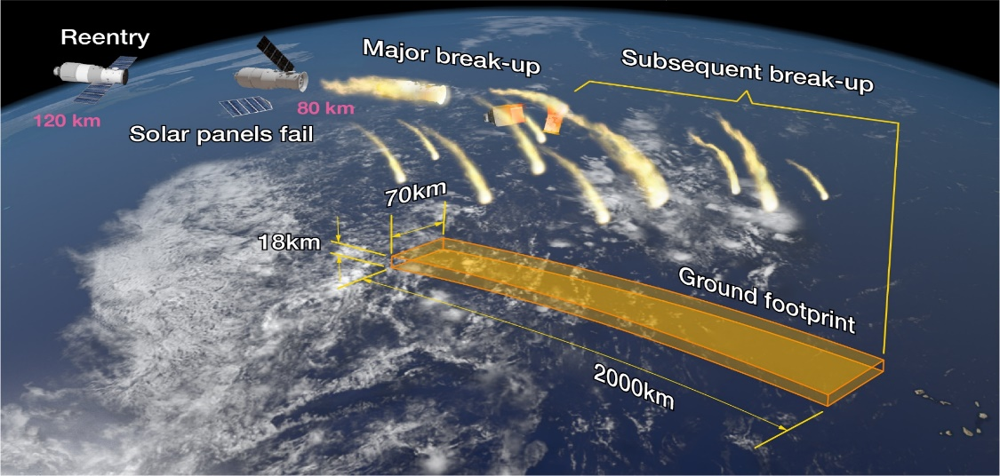 Reentry
120 km
Solar panels fail
80 km
Major break-up
Subsequent break-up
70km
18km
Ground footprint
2000km